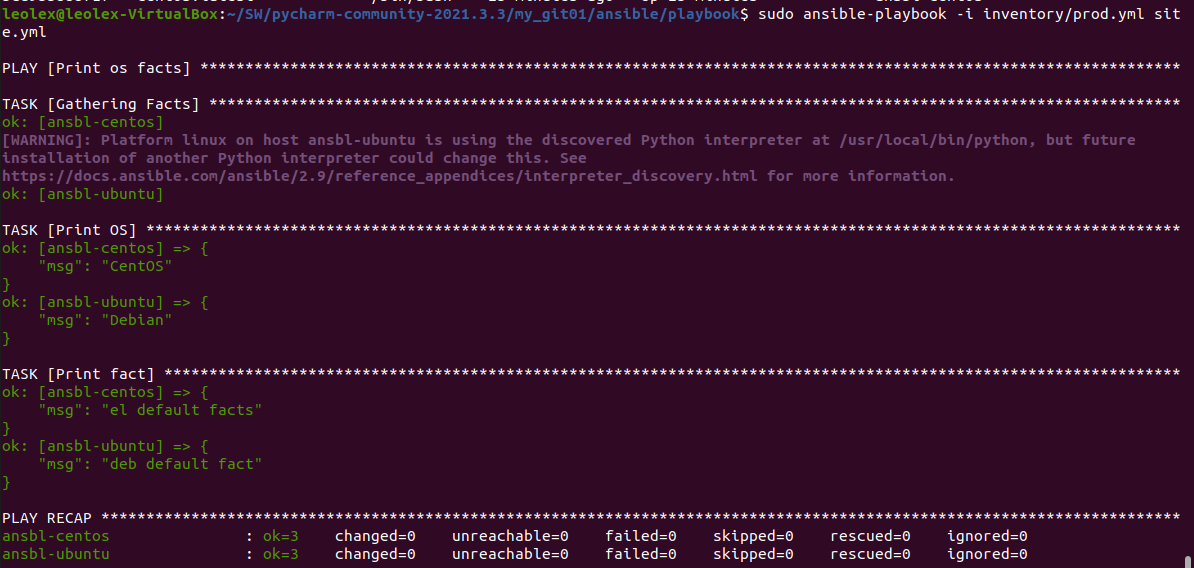 leolex@leolex-VirtualBox:~/SW/pycharm-community-2021.3.3/my_git01/ansible/playbook$ sudo ansible-playbook -i inventory/prod.yml sit
e.yml
PLAY [Print os facts] *************************************************************************************************************
TASK [Gathering Facts] ************************************************************************************************************
ok: [ansbl-centos]
[WARNING]: Platform linux on host ansbl-ubuntu is using the discovered Python interpreter at /usr/local/bin/python, but future
installation of another Python interpreter could change this. See
https://docs.ansible.com/ansible/2.9/reference_appendices/interpreter_discovery.html for more information.
ok: [ansbl-ubuntu]
TASK [Print OS] *******************************************************************************************************************
ok: [ansbl-centos] => {
    "msg": "CentOS"
}
ok: [ansbl-ubuntu] => {
    "msg": "Debian"
}
TASK [Print fact] *****************************************************************************************************************
ok: [ansbl-centos] => {
    "msg": "el default facts"
}
ok: [ansbl-ubuntu] => {
    "msg": "deb default fact"
}
PLAY RECAP ************************************************************************************************************************
ansbl-centos               : ok=3    changed=0    unreachable=0    failed=0    skipped=0    rescued=0    ignored=0
ansbl-ubuntu               : ok=3    changed=0    unreachable=0    failed=0    skipped=0    rescued=0    ignored=0